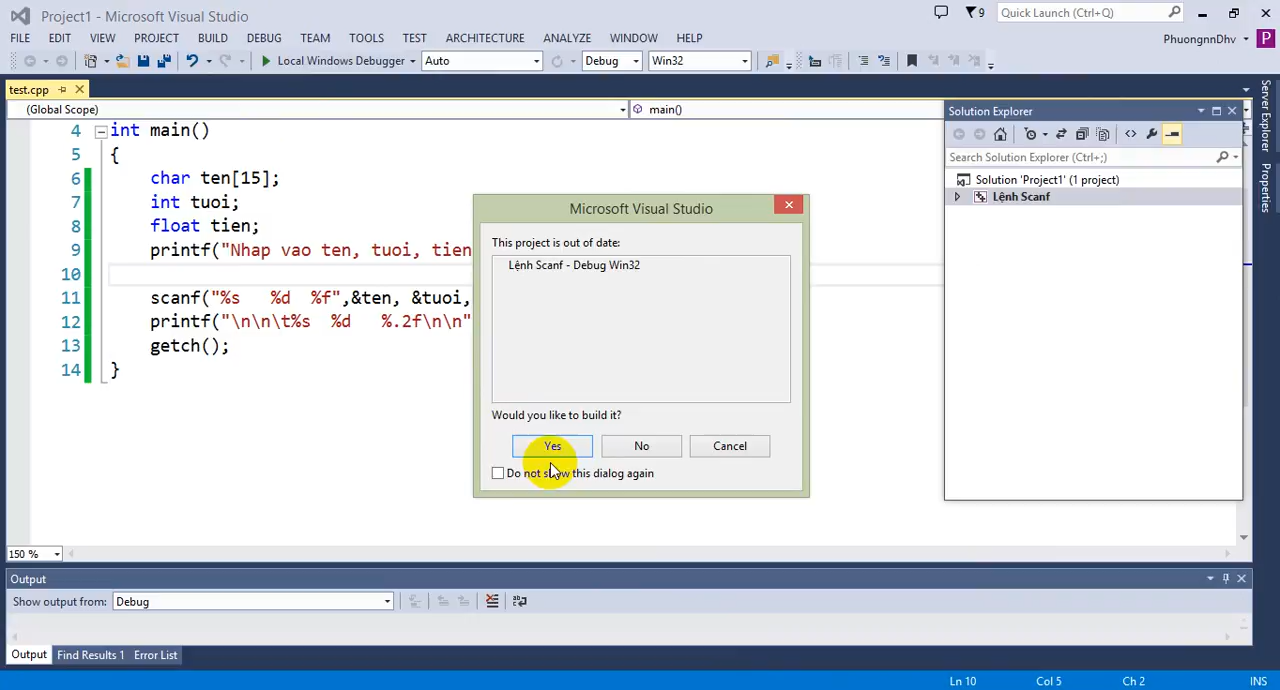 Project1 - Microsoft Visual Studio
9
Quick Launch (Ctrl+Q)
FILE EDIT VIEW PROJECT BUILD DEBUG TEAM TOOLS TEST ARCHITECTURE ANALYZE WINDOW HELP
PhuongnnDhv P
Local Windows Debugger Auto Debug Win32
test.cpp
(Global Scope) main()
4 int main()
5 {
6 char ten[15];
7 int tuoi;
8 float tien;
9 printf("Nhap vao ten, tuoi, tien
10
11 scanf("%s %d %f",&ten, &tuoi,
12 printf("\n\n\t%s %d %.2f\n\n"
13 getch();
14 }
Microsoft Visual Studio
This project is out of date:
Lệnh Scanf - Debug Win32
Would you like to build it?
Yes No Cancel
Do not show this dialog again
Solution Explorer
Search Solution Explorer (Ctrl+;)
Solution 'Project1' (1 project)
Lệnh Scanf
Server Explorer
Properties
150 %
Output
Show output from: Debug
Output Find Results 1 Error List
Ln 10 Col 5 Ch 2 INS